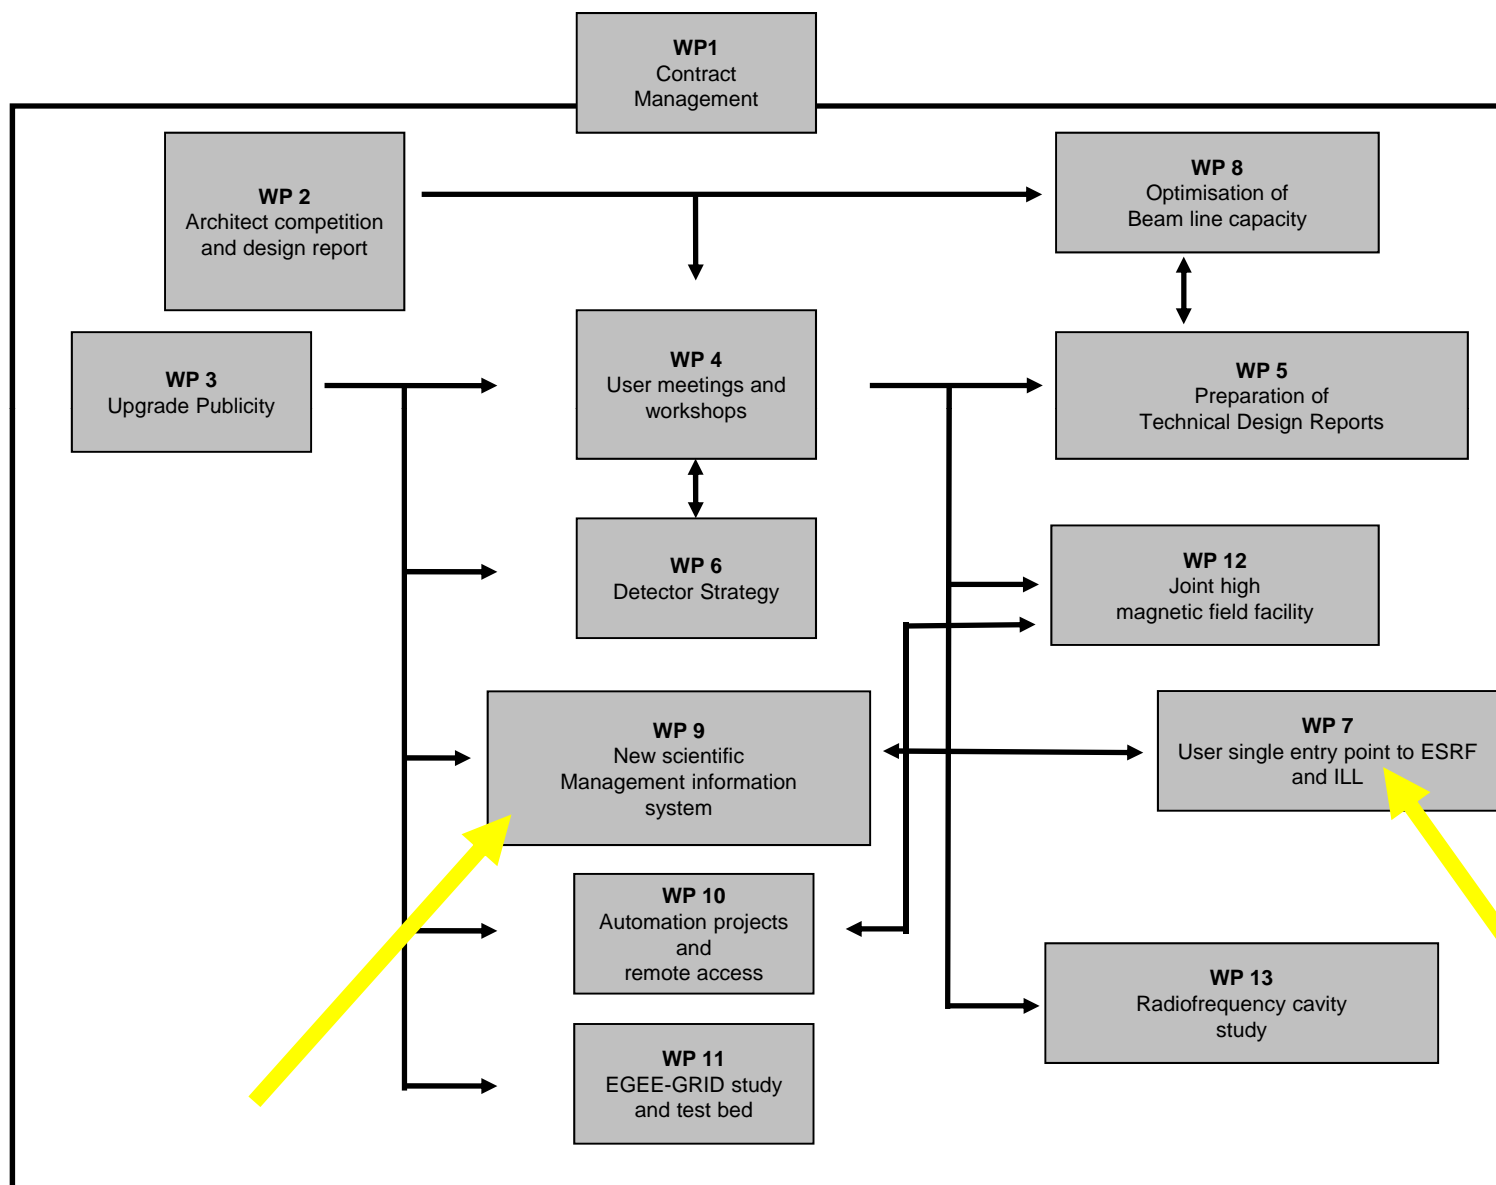 WP1
Contract
Management
WP 2
Architect competition
and design report
WP 8
Optimisation of
Beam line capacity
WP 3
Upgrade Publicity
WP 4
User meetings and
workshops
WP 5
Preparation of
Technical Design Reports
WP 6
Detector Strategy
WP 12
Joint high
magnetic field facility
WP 9
New scientific
Management information
system
WP 7
User single entry point to ESRF
and ILL
WP 10
Automation projects
and
remote access
WP 13
Radiofrequency cavity
study
WP 11
EGEE-GRID study
and test bed